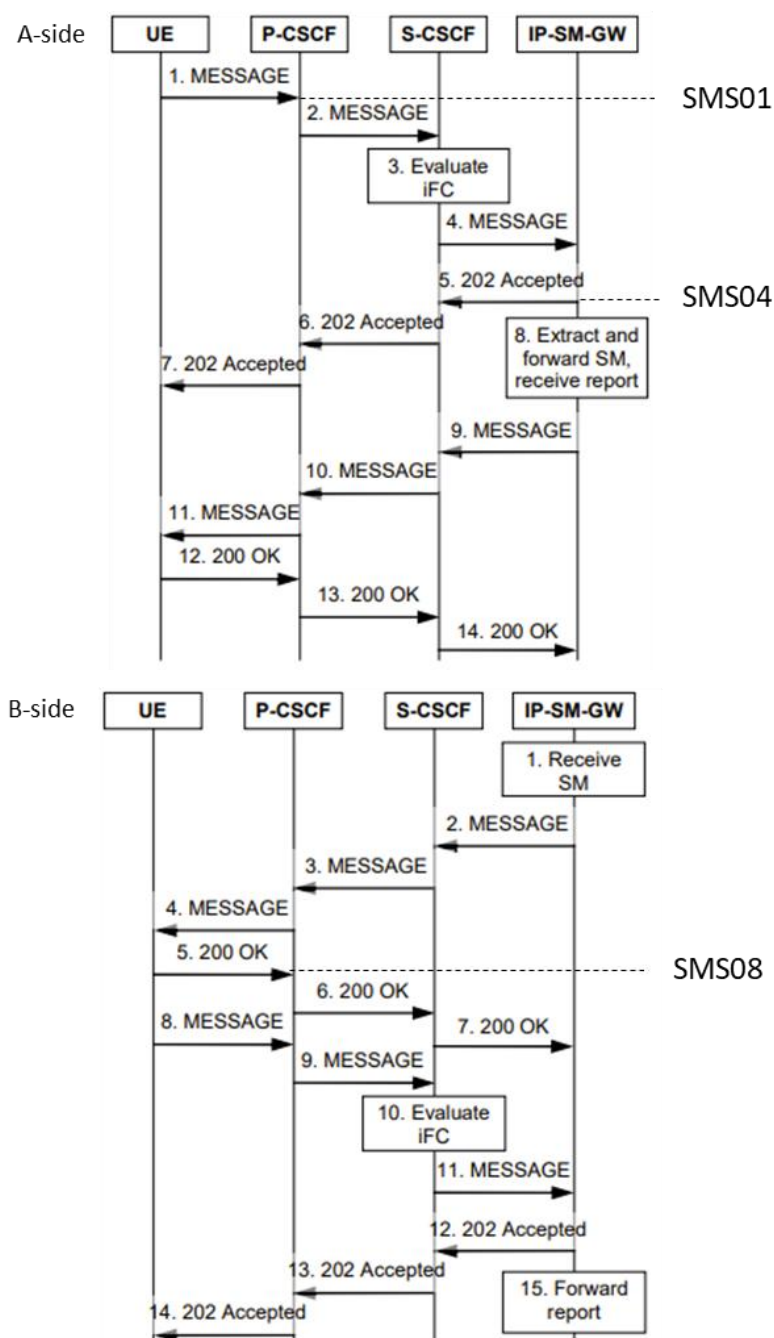 A-side
UE P-CSCF S-CSCF IP-SM-GW
1. MESSAGE
SMS01
2. MESSAGE
3. Evaluate
iFC
4. MESSAGE
5. 202 Accepted
SMS04
6. 202 Accepted
8. Extract and
forward SM,
receive report
7. 202 Accepted
9. MESSAGE
10. MESSAGE
11. MESSAGE
12. 200 OK
13. 200 OK
14. 200 OK
B-side
UE P-CSCF S-CSCF IP-SM-GW
1. Receive
SM
2. MESSAGE
3. MESSAGE
4. MESSAGE
5. 200 OK
SMS08
6. 200 OK
8. MESSAGE
7. 200 OK
9. MESSAGE
10. Evaluate
iFC
11. MESSAGE
12. 202 Accepted
13. 202 Accepted
15. Forward
report
14. 202 Accepted